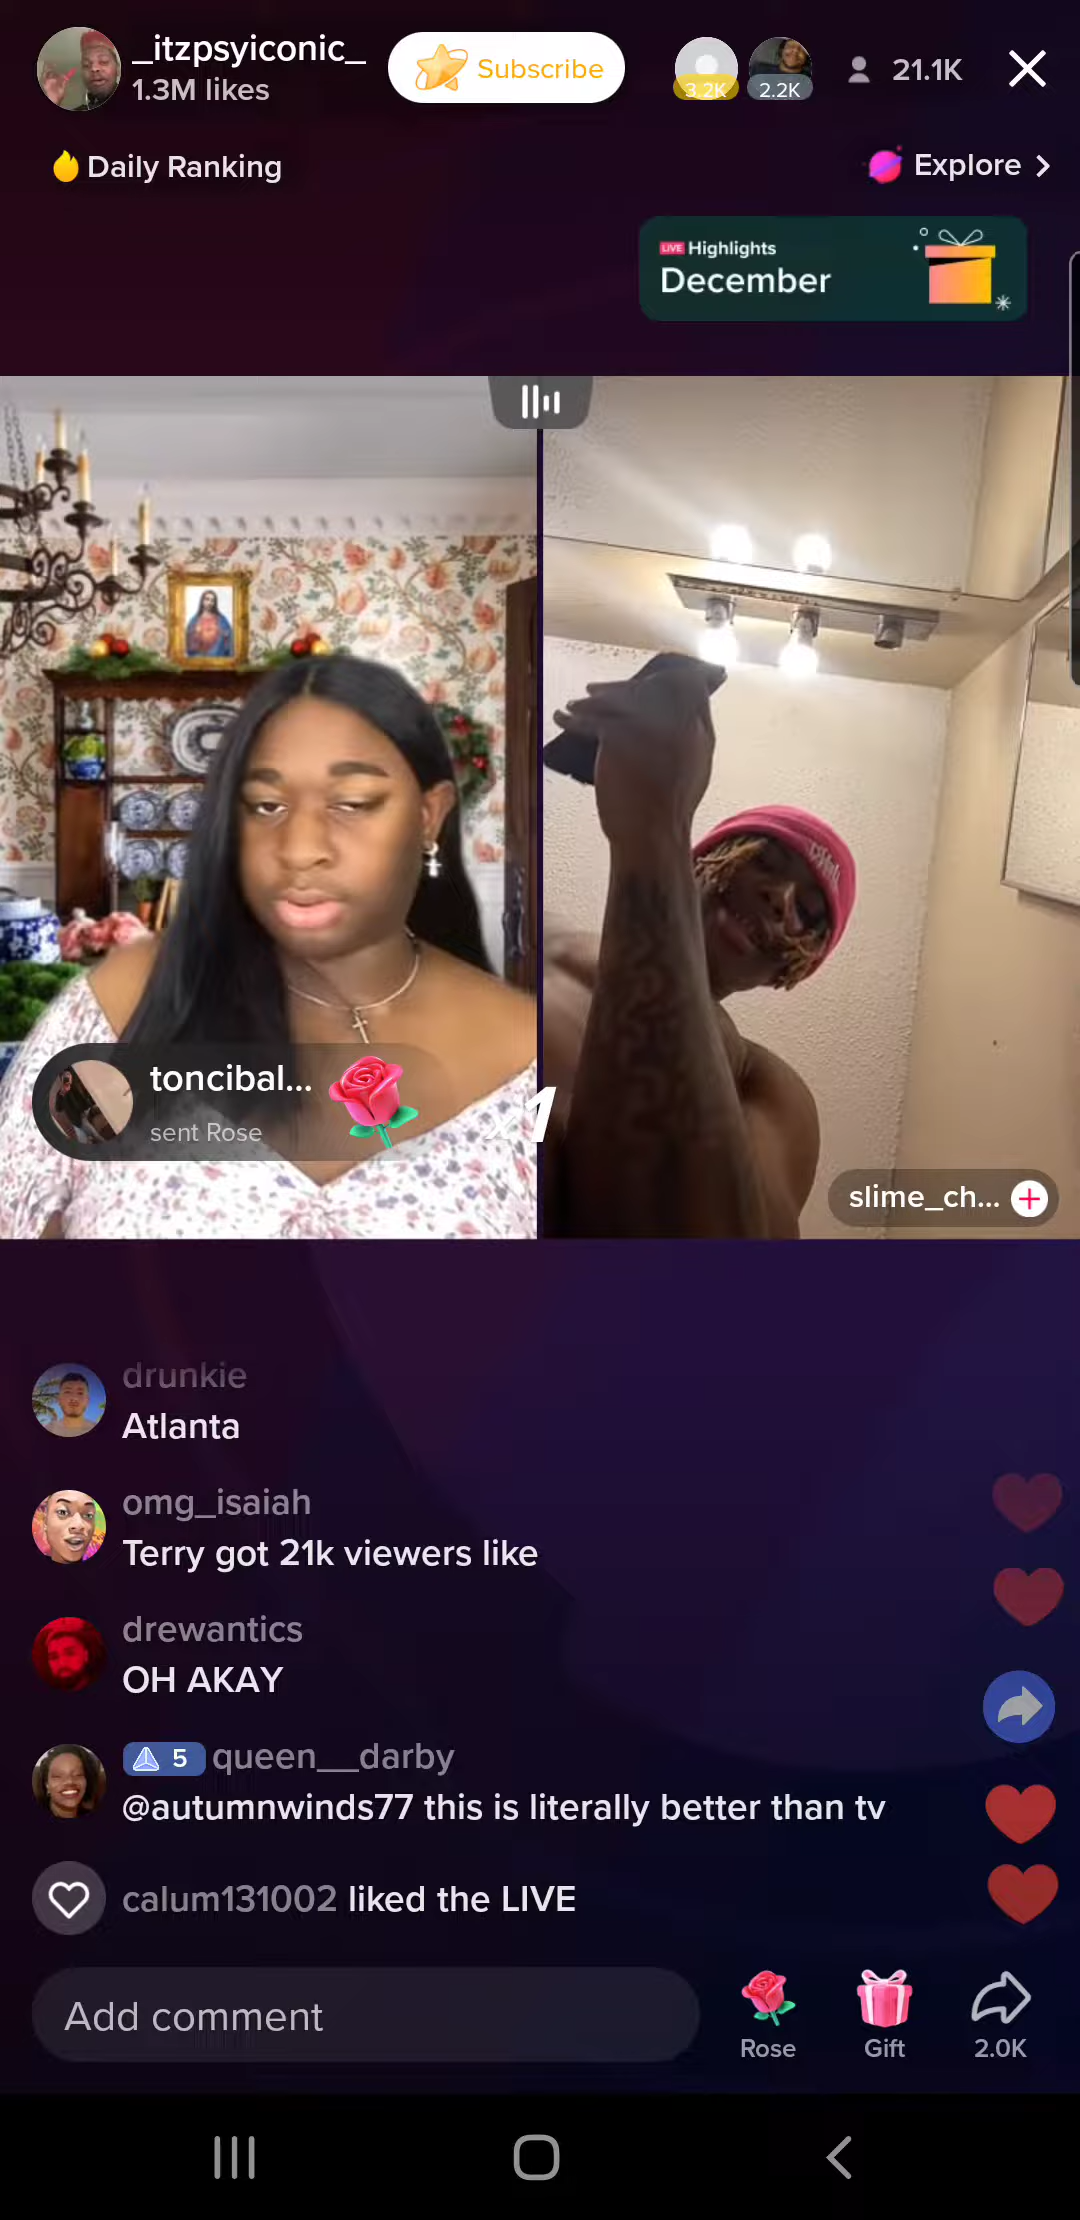 _itzpsyiconic_
1.3M likes
Subscribe
3.2K
2.2K
21.1K
Daily Ranking
Explore
LIVE Highlights
December
toncibal...
sent Rose
x1
slime_ch...
drunkie
Atlanta
omg_isaiah
Terry got 21k viewers like
drewantics
OH AKAY
5 queen__darby
@autumnwinds77 this is literally better than tv
calum131002 liked the LIVE
Add comment
Rose
Gift
2.0K